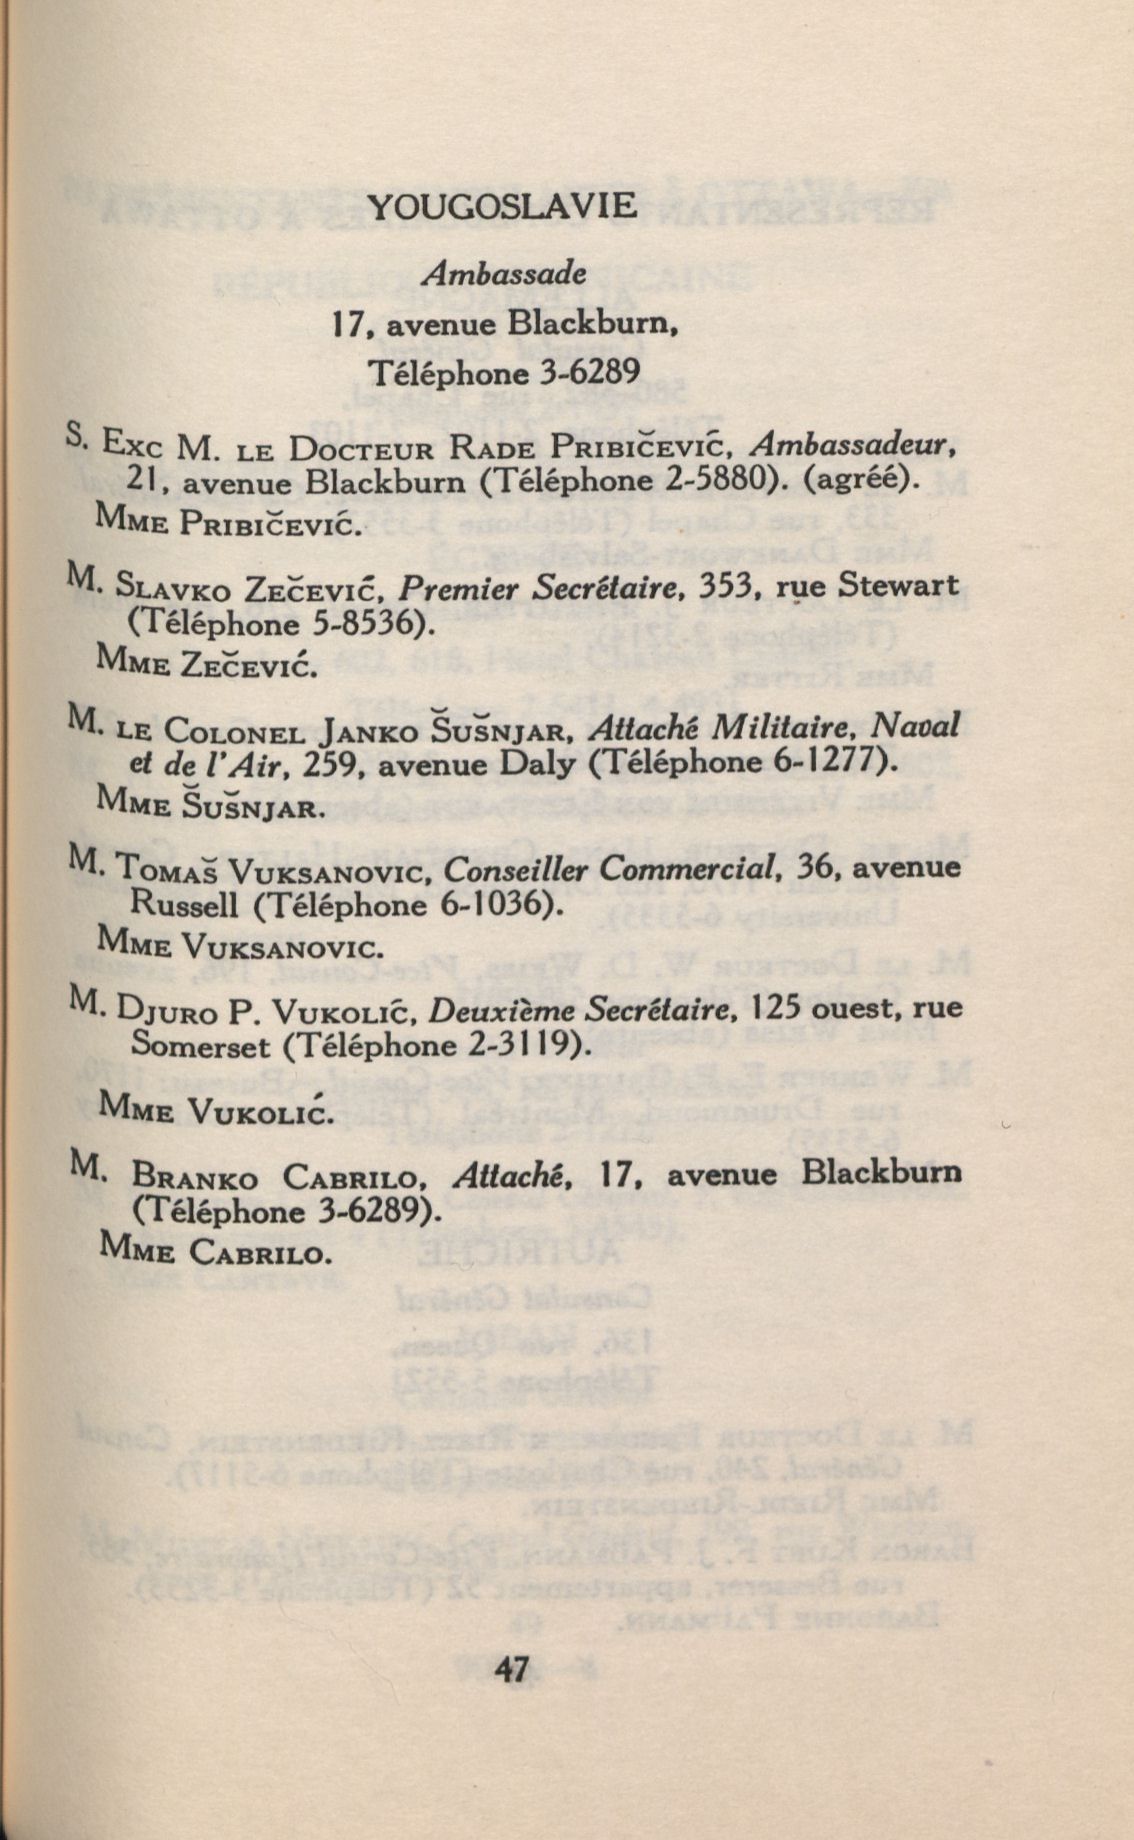 YOUGOSLAVIE
Ambassade
17, avenue Blackburn,
Téléphone 3-6289
S. Exc M. le Docteur Rade Pribičević, Ambassadeur,
21, avenue Blackburn (Téléphone 2-5880). (agréé).
Mme Pribičević.
M. Slavko Zečević, Premier Secrétaire, 353, rue Stewart
(Téléphone 5-8536).
Mme Zečević.
M. le Colonel Janko Šušnjar, Attaché Militaire, Naval
et de l'Air, 259, avenue Daly (Téléphone 6-1277).
Mme Šušnjar.
M. Tomaš Vuksanovic, Conseiller Commercial, 36, avenue
Russell (Téléphone 6-1036).
Mme Vuksanovic.
M. Djuro P. Vukolić, Deuxième Secrétaire, 125 ouest, rue
Somerset (Téléphone 2-3119).
Mme Vukolić.
M. Branko Cabrilo, Attaché, 17, avenue Blackburn
(Téléphone 3-6289).
Mme Cabrilo.
47